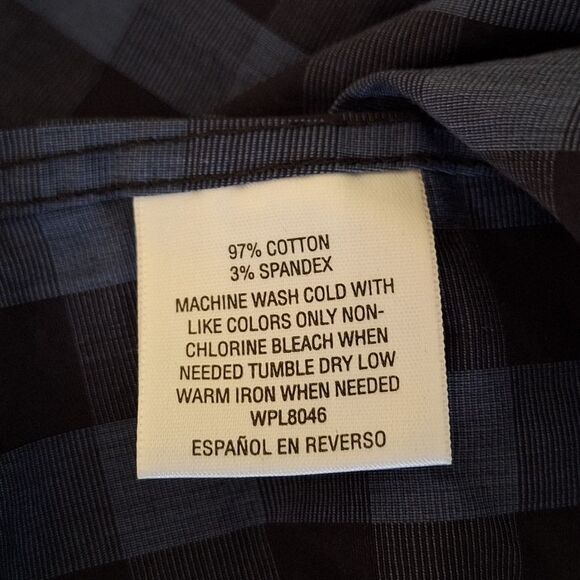 97% COTTON
3% SPANDEX
MACHINE WASH COLD WITH
LIKE COLORS ONLY NON-
CHLORINE BLEACH WHEN
NEEDED TUMBLE DRY LOW
WARM IRON WHEN NEEDED
WPL8046
ESPAÑOL EN REVERSO